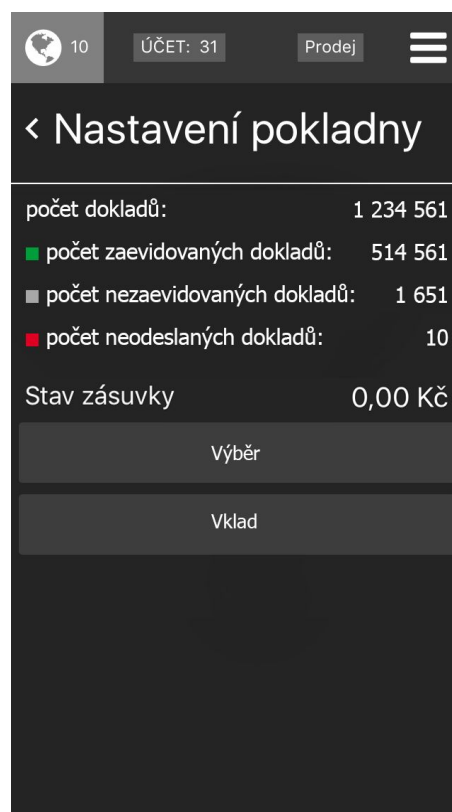 10 ÚČET: 31 Prodej
< Nastavení pokladny
počet dokladů: 1 234 561
počet zaevidovaných dokladů: 514 561
počet nezaevidovaných dokladů: 1 651
počet neodeslaných dokladů: 10
Stav zásuvky 0,00 Kč
Výběr
Vklad